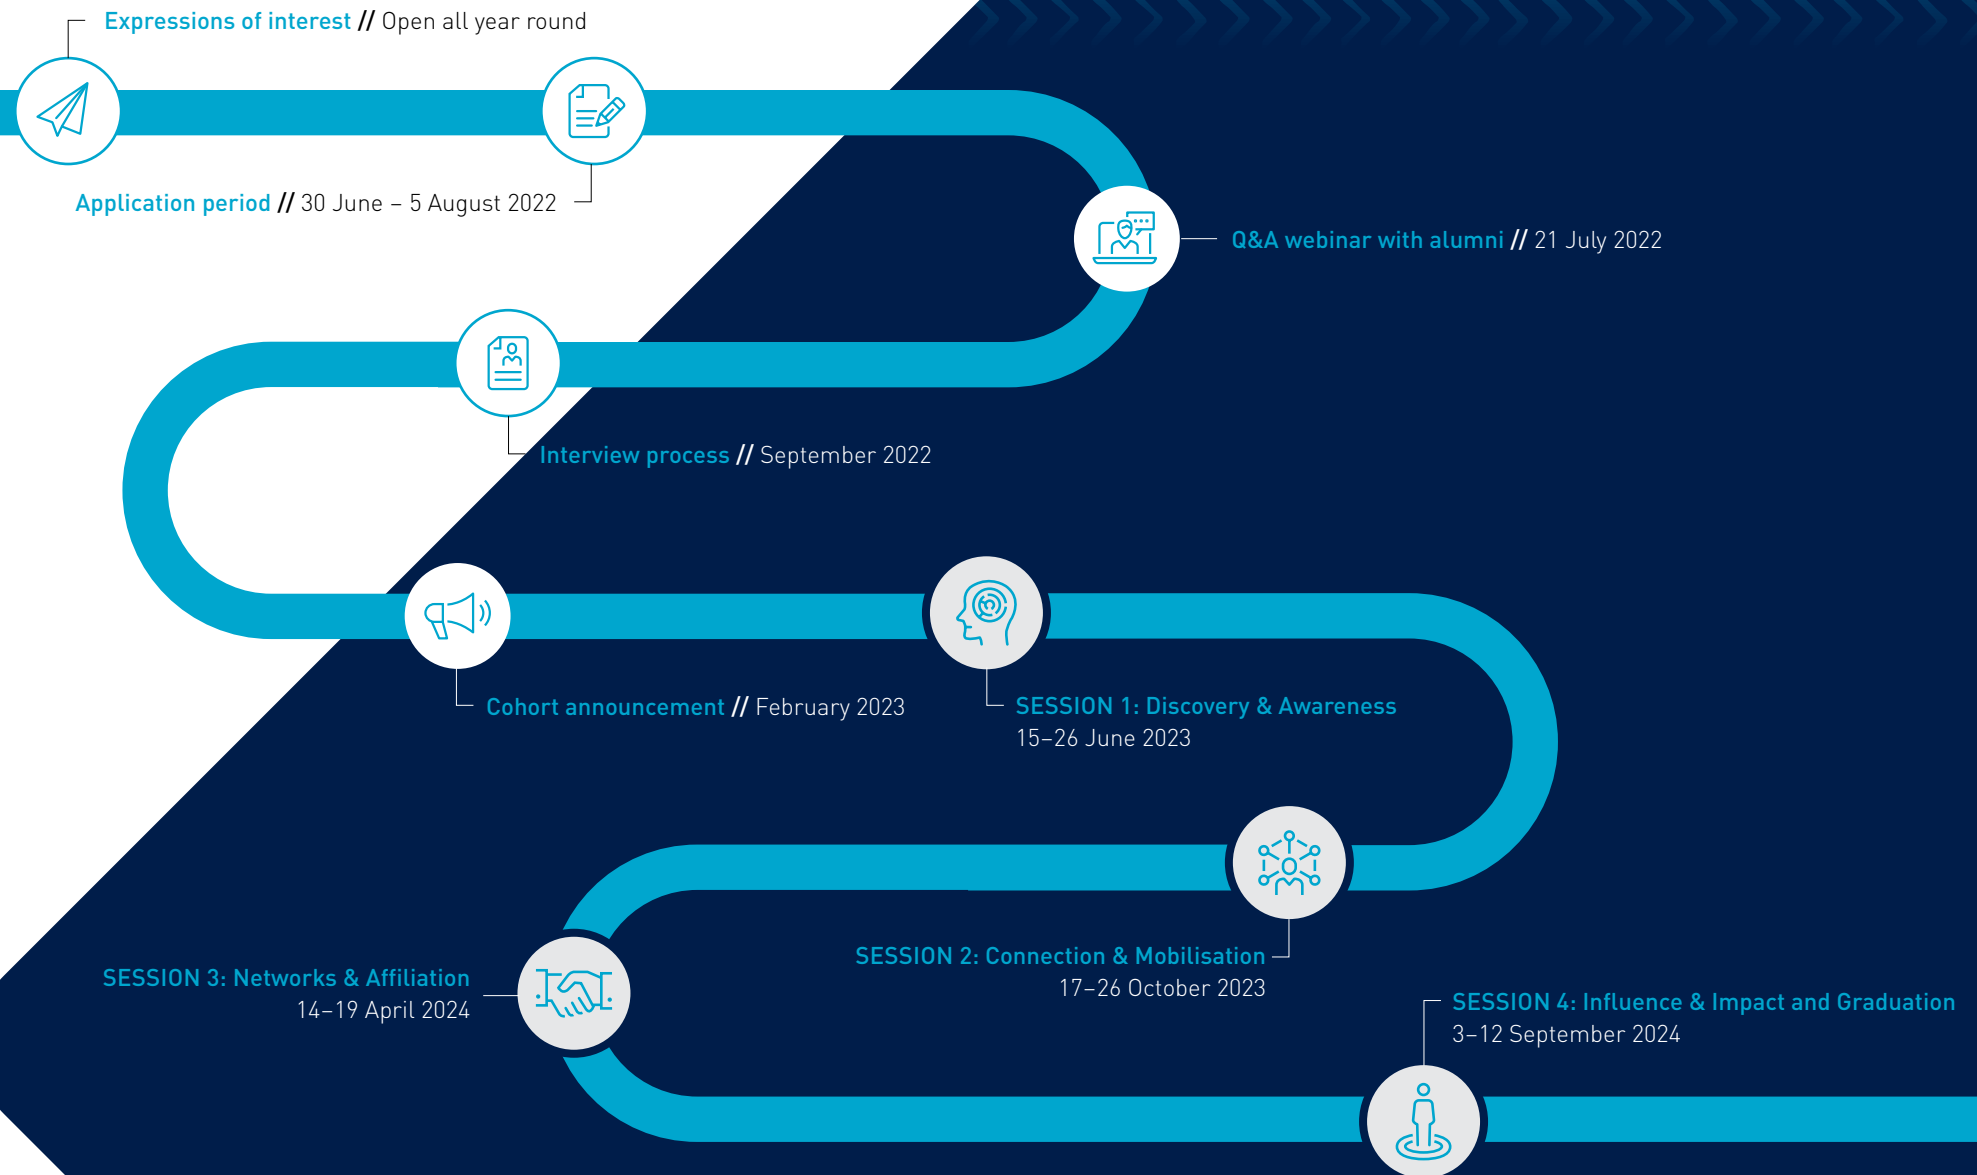 Expressions of interest // Open all year round
Application period // 30 June – 5 August 2022
Q&A webinar with alumni // 21 July 2022
Interview process // September 2022
Cohort announcement // February 2023
SESSION 1: Discovery & Awareness
15–26 June 2023
SESSION 2: Connection & Mobilisation
17–26 October 2023
SESSION 3: Networks & Affiliation
14–19 April 2024
SESSION 4: Influence & Impact and Graduation
3–12 September 2024